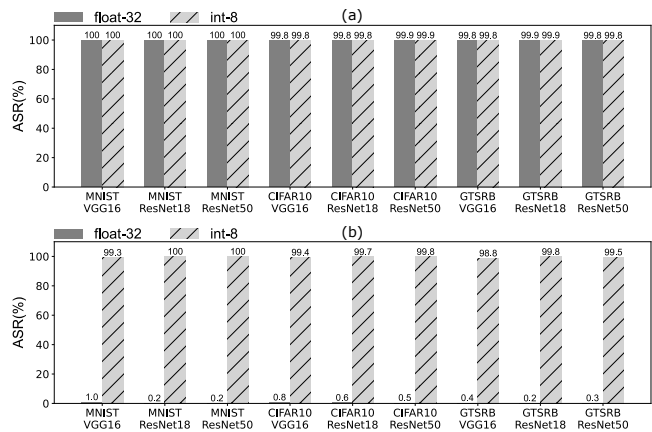 (a)
float-32 int-8
100 100 100 100 100 100 99.8 99.8 99.8 99.8 99.9 99.9 99.8 99.8 99.9 99.9 99.8 99.8
ASR(%)
100
80
60
40
20
0
MNIST MNIST MNIST CIFAR10 CIFAR10 CIFAR10 GTSRB GTSRB GTSRB
VGG16 ResNet18 ResNet50 VGG16 ResNet18 ResNet50 VGG16 ResNet18 ResNet50
(b)
float-32 int-8
99.3 100 100 99.4 99.7 99.8 98.8 99.8 99.5
ASR(%)
100
80
60
40
20
0
1.0 0.2 0.2 0.8 0.6 0.5 0.4 0.2 0.3
MNIST MNIST MNIST CIFAR10 CIFAR10 CIFAR10 GTSRB GTSRB GTSRB
VGG16 ResNet18 ResNet50 VGG16 ResNet18 ResNet50 VGG16 ResNet18 ResNet50